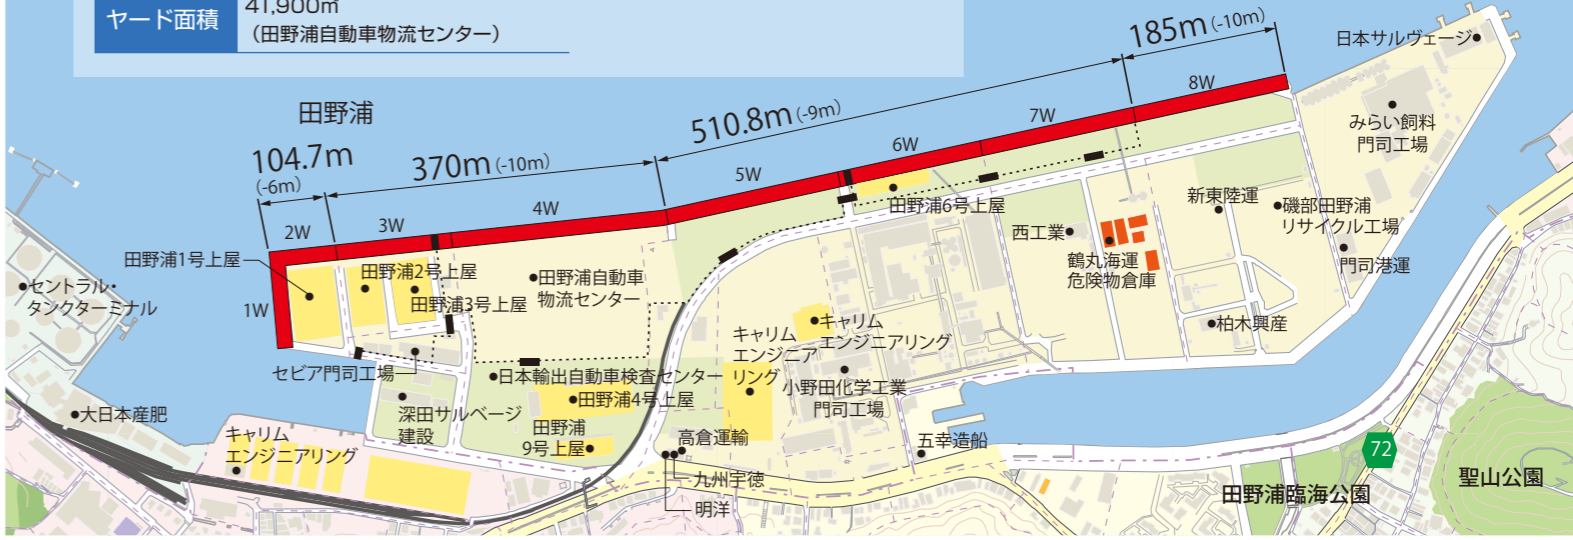 41,900㎡
ヤード面積
（田野浦自動車物流センター）
185m(-10m)
日本サルヴェージ
8W
田野浦
510.8m(-9m)
7W
みらい飼料
門司工場
104.7m
(-6m)
370m(-10m)
6W
5W
4W
3W
2W
田野浦6号上屋
新東陸運
磯部田野浦
リサイクル工場
西工業
田野浦1号上屋
田野浦2号上屋
田野浦3号上屋
田野浦自動車
物流センター
鶴丸海運
危険物倉庫
門司港運
セントラル・
タンクターミナル
1W
キャリム
エンジニア
リング
キャリム
エンジニアリング
柏木興産
セビア門司工場
日本輸出自動車検査センター
小野田化学工業
門司工場
田野浦4号上屋
大日本産肥
深田サルベージ
建設
田野浦
9号上屋
キャリム
エンジニアリング
高倉運輸
五幸造船
72
九州宇徳
明洋
田野浦臨海公園
聖山公園